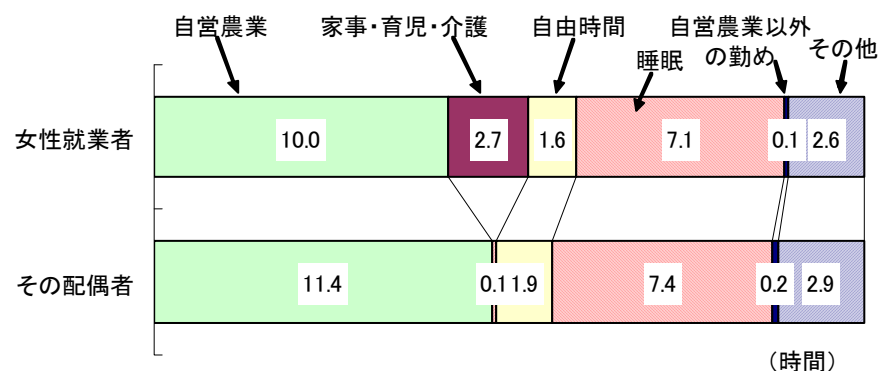 自営農業
家事・育児・介護
自由時間
睡眠
自営農業以外
の勤め
その他
女性就業者
10.0
2.7
1.6
7.1
0.1
2.6
その配偶者
11.4
0.1
1.9
7.4
0.2
2.9
（時間）